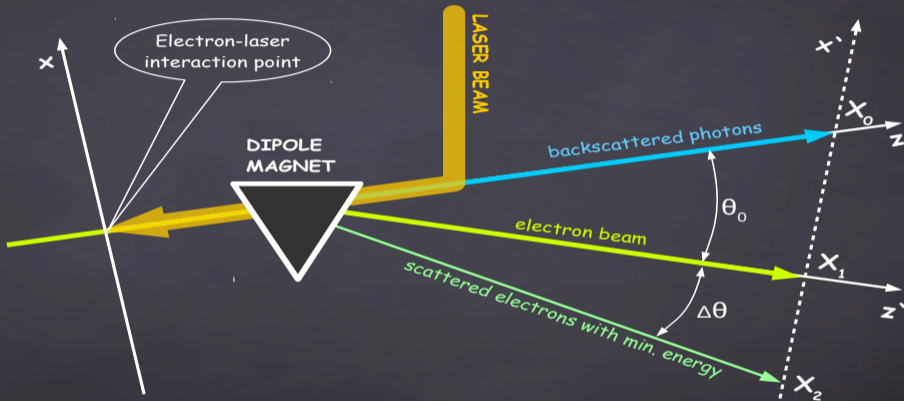 x
Electron-laser
interaction point
LASER BEAM
DIPOLE
MAGNET
backscattered photons
x`
X₀
z
θ₀
electron beam
X₁
z`
scattered electrons with min. energy
Δθ
X₂